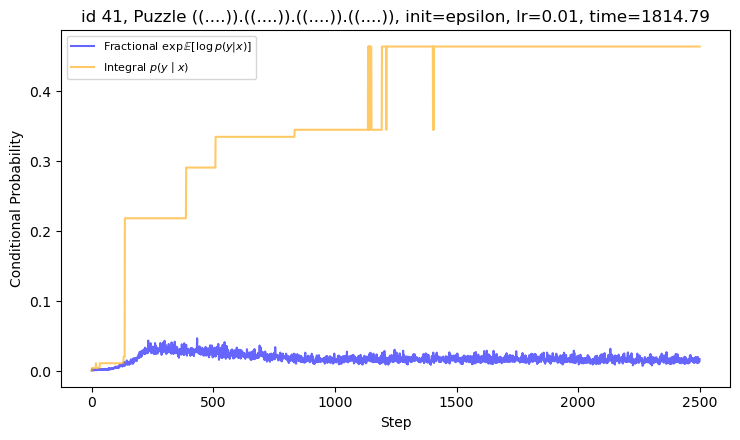 id 41, Puzzle ((....)).((....)).((....)).((....)), init=epsilon, lr=0.01, time=1814.79
Fractional exp𝔼[log p(y|x)]
Integral p(y | x)
Conditional Probability
0.4
0.3
0.2
0.1
0.0
0 500 1000 1500 2000 2500
Step